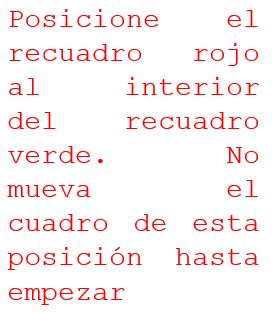 Posicione el
recuadro rojo
al interior
del recuadro
verde. No
mueva el
cuadro de esta
posición hasta
empezar